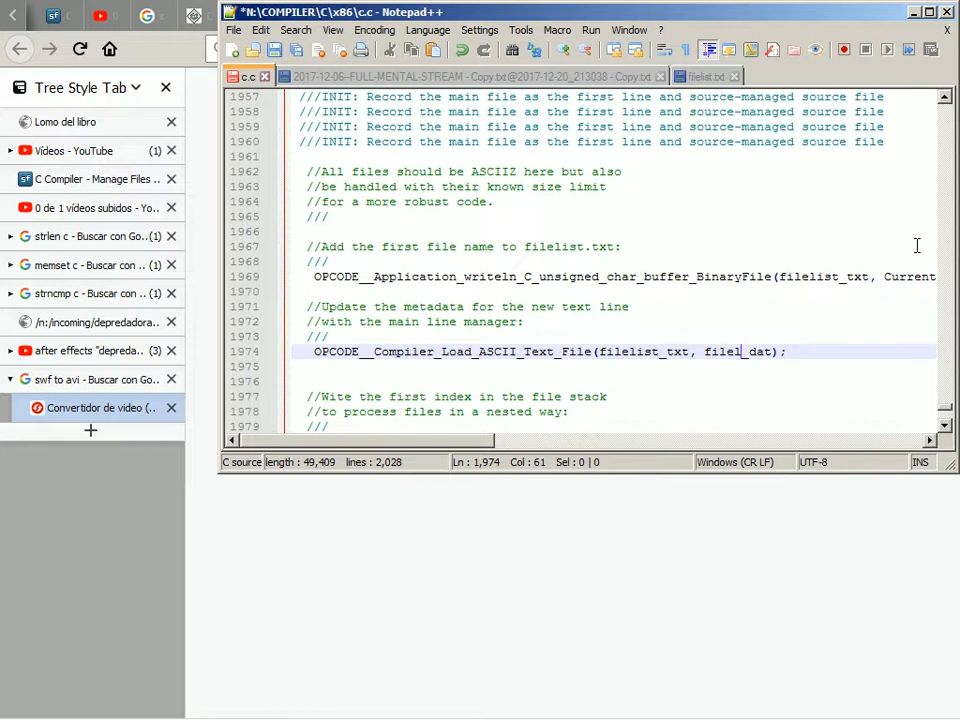 *N:\COMPILER\C\x86\c.c - Notepad++
File Edit Search View Encoding Language Settings Tools Macro Run Window ? X
c.c 2017-12-06--FULL-MENTAL-STREAM - Copy.txt@2017-12-20_213038 - Copy.txt filelist.txt
Tree Style Tab
Lomo del libro
Vídeos - YouTube (1)
C Compiler - Manage Files ...
0 de 1 vídeos subidos - Yo...
strlen c - Buscar con Go...(1)
memset c - Buscar con G...(1)
strncmp c - Buscar con G...(1)
/n:/incoming/depredadora...
after effects "depreda... (3)
swf to avi - Buscar con Go...
Convertidor de video (...
1957 ///INIT: Record the main file as the first line and source-managed source file
1958 ///INIT: Record the main file as the first line and source-managed source file
1959 ///INIT: Record the main file as the first line and source-managed source file
1960 ///INIT: Record the main file as the first line and source-managed source file
1961
1962 //All files should be ASCIIZ here but also
1963 //be handled with their known size limit
1964 //for a more robust code.
1965 ///
1966
1967 //Add the first file name to filelist.txt:
1968 ///
1969 OPCODE__Application_writeln_C_unsigned_char_buffer_BinaryFile(filelist_txt, Current
1970
1971 //Update the metadata for the new text line
1972 //with the main line manager:
1973 ///
1974 OPCODE__Compiler_Load_ASCII_Text_File(filelist_txt, filel_dat);
1975
1976
1977 //Wite the first index in the file stack
1978 //to process files in a nested way:
1979 ///
C source length : 49,409 lines : 2,028 Ln : 1,974 Col : 61 Sel : 0 | 0 Windows (CR LF) UTF-8 INS